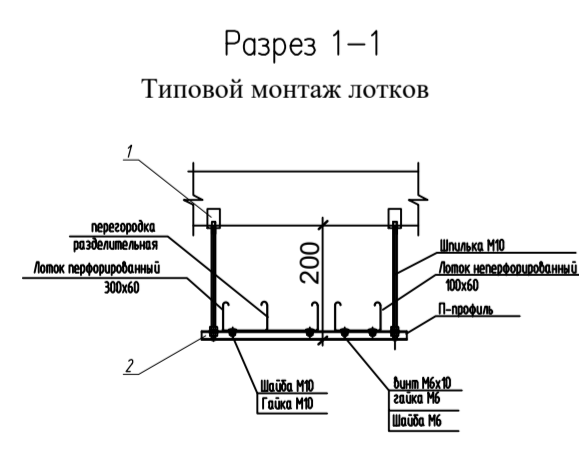 Разрез 1-1
Типовой монтаж лотков
1
перегородка
разделительная
Лоток перфорированный
300х60
200
Шпилька М10
Лоток неперфорированный
100х60
П-профиль
2
Шайба М10
Гайка М10
винт М6х10
гайка М6
Шайба М6